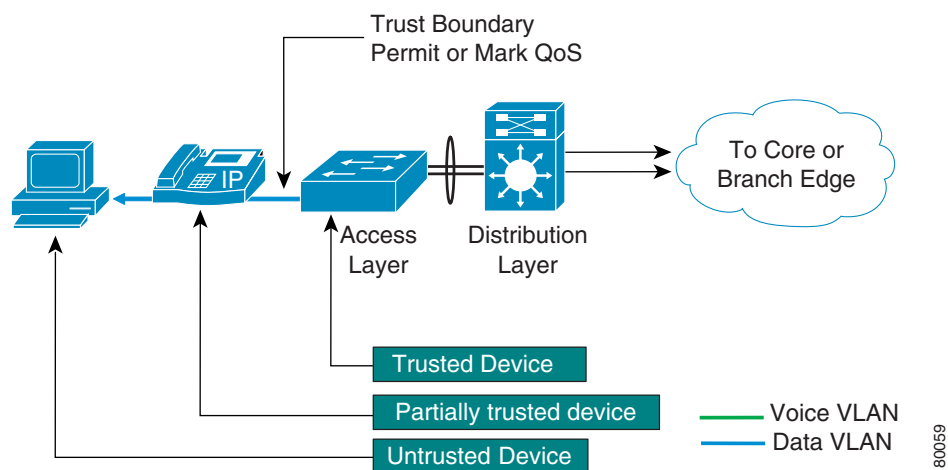 Trust Boundary
Permit or Mark QoS
IP
To Core or
Branch Edge
Access
Layer
Distribution
Layer
Trusted Device
Partially trusted device
Untrusted Device
Voice VLAN
Data VLAN
80059